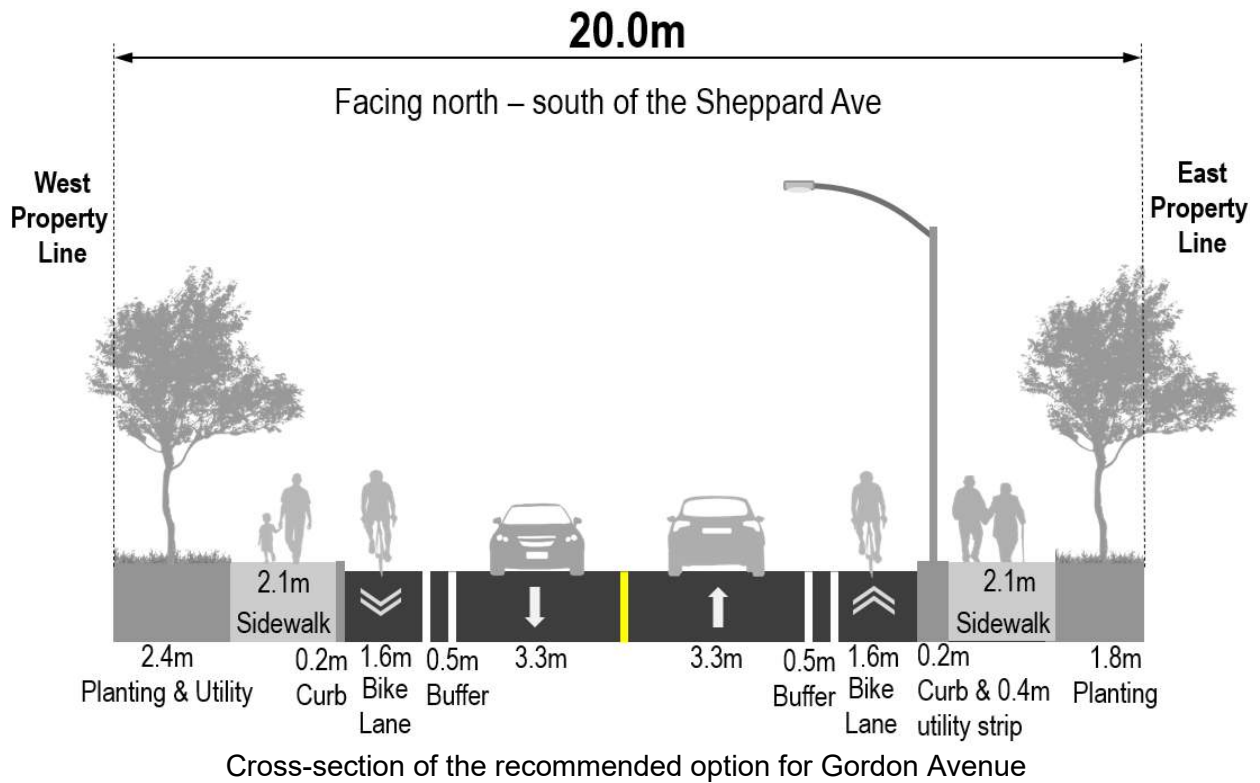 20.0m
Facing north – south of the Sheppard Ave
West
Property
Line
East
Property
Line
2.1m
Sidewalk
2.1m
Sidewalk
2.4m
Planting & Utility
0.2m
Curb
1.6m
Bike
Lane
0.5m
Buffer
3.3m
3.3m
0.5m
Buffer
1.6m
Bike
Lane
0.2m
Curb & 0.4m
utility strip
1.8m
Planting
Cross-section of the recommended option for Gordon Avenue